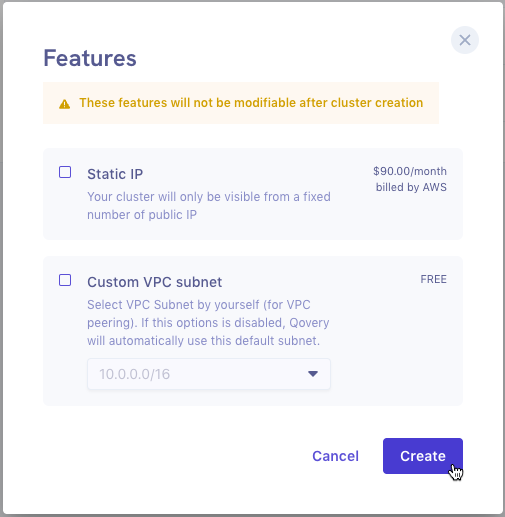 Features
These features will not be modifiable after cluster creation
Static IP
$90.00/month
billed by AWS
Your cluster will only be visible from a fixed
number of public IP
Custom VPC subnet
FREE
Select VPC Subnet by yourself (for VPC
peering). If this options is disabled, Qovery
will automatically use this default subnet.
10.0.0.0/16
Cancel
Create